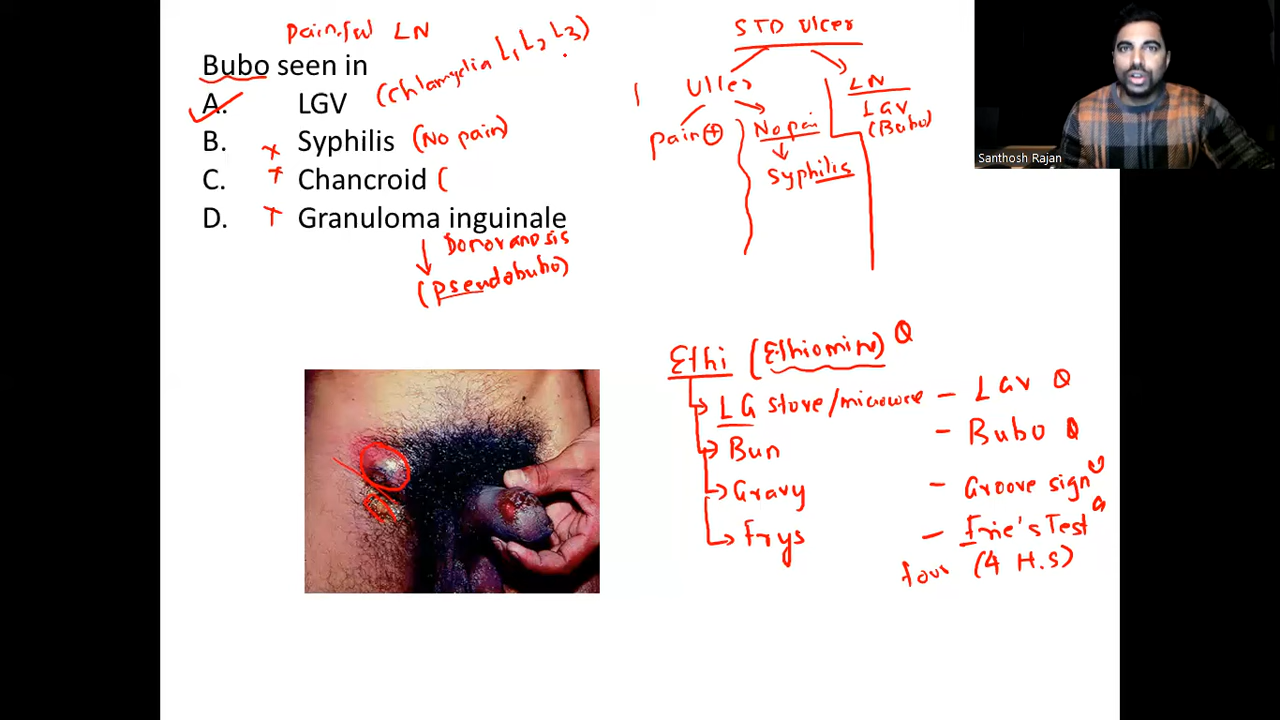 Painful LN
Bubo seen in
A. LGV (Chlamydia L1 L2 L3)
B. Syphilis (No pain)
C. Chancroid (
D. Granuloma inguinale
Donovanosis
(pseudobubo)
STD Ulcer
Ulcer
LN
Pain +
No pai
LGV
(Bubo)
Syphilis
Santhosh Rajan
Ethi (Ethiomine) Q
LG stove/microwave - LGV Q
Bun - Bubo Q
Gravy - Groove sign
Frys - Frie's Test
four (4 H.S)